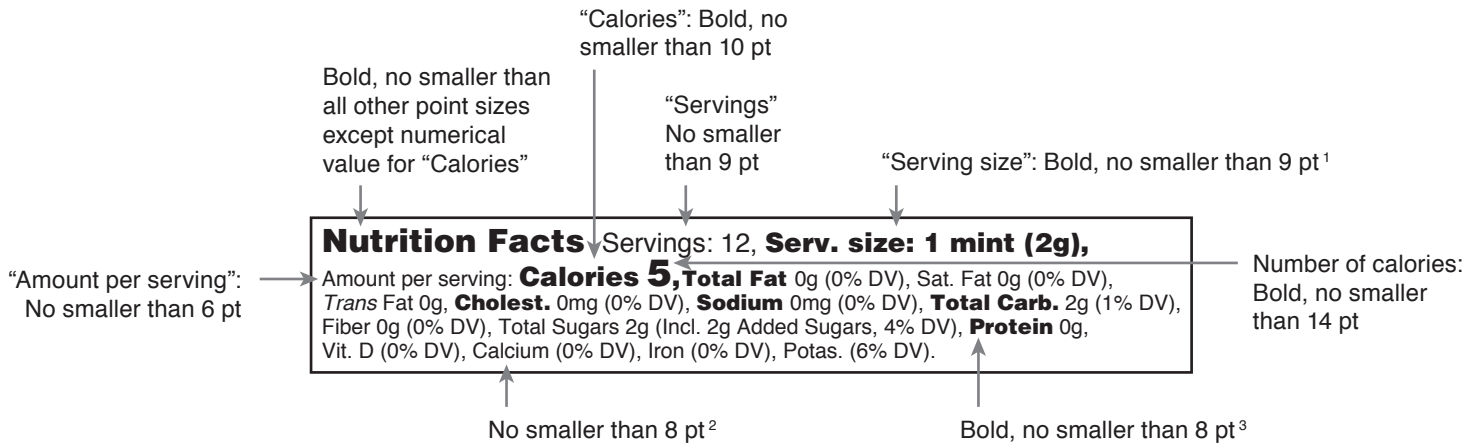 “Calories”: Bold, no
smaller than 10 pt
Bold, no smaller than
all other point sizes
except numerical
value for “Calories”
“Servings”
No smaller
than 9 pt
“Serving size”: Bold, no smaller than 9 pt 1
Nutrition Facts Servings: 12, Serv. size: 1 mint (2g),
Amount per serving: Calories 5, Total Fat 0g (0% DV), Sat. Fat 0g (0% DV),
Trans Fat 0g, Cholest. 0mg (0% DV), Sodium 0mg (0% DV), Total Carb. 2g (1% DV),
Fiber 0g (0% DV), Total Sugars 2g (Incl. 2g Added Sugars, 4% DV), Protein 0g,
Vit. D (0% DV), Calcium (0% DV), Iron (0% DV), Potas. (6% DV).
“Amount per serving”:
No smaller than 6 pt
Number of calories:
Bold, no smaller
than 14 pt
No smaller than 8 pt 2
Bold, no smaller than 8 pt 3